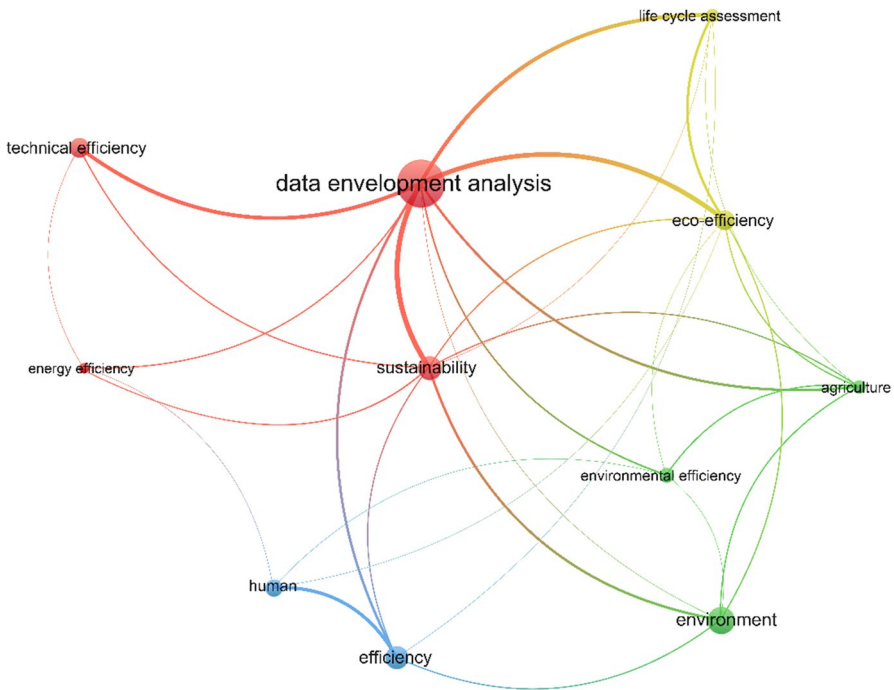 life cycle assessment
technical efficiency
data envelopment analysis
eco-efficiency
energy efficiency
sustainability
agriculture
environmental efficiency
human
environment
efficiency